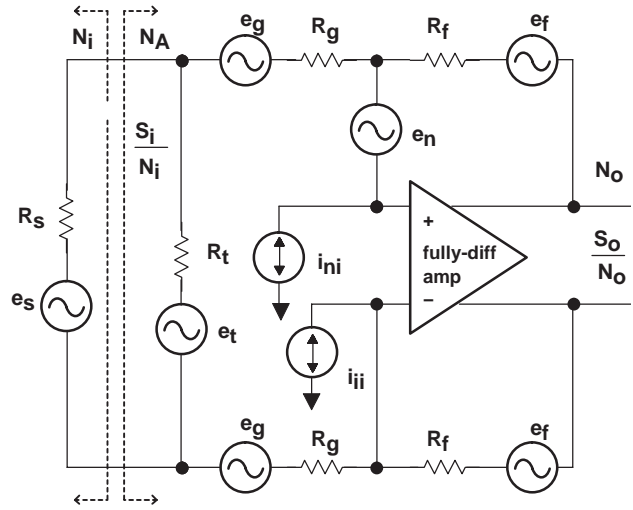 Ni
NA
eg
Rg
Rf
ef
Si
Ni
en
No
Rs
Rt
ini
+
fully-diff
amp
−
So
No
es
et
iii
eg
Rg
Rf
ef